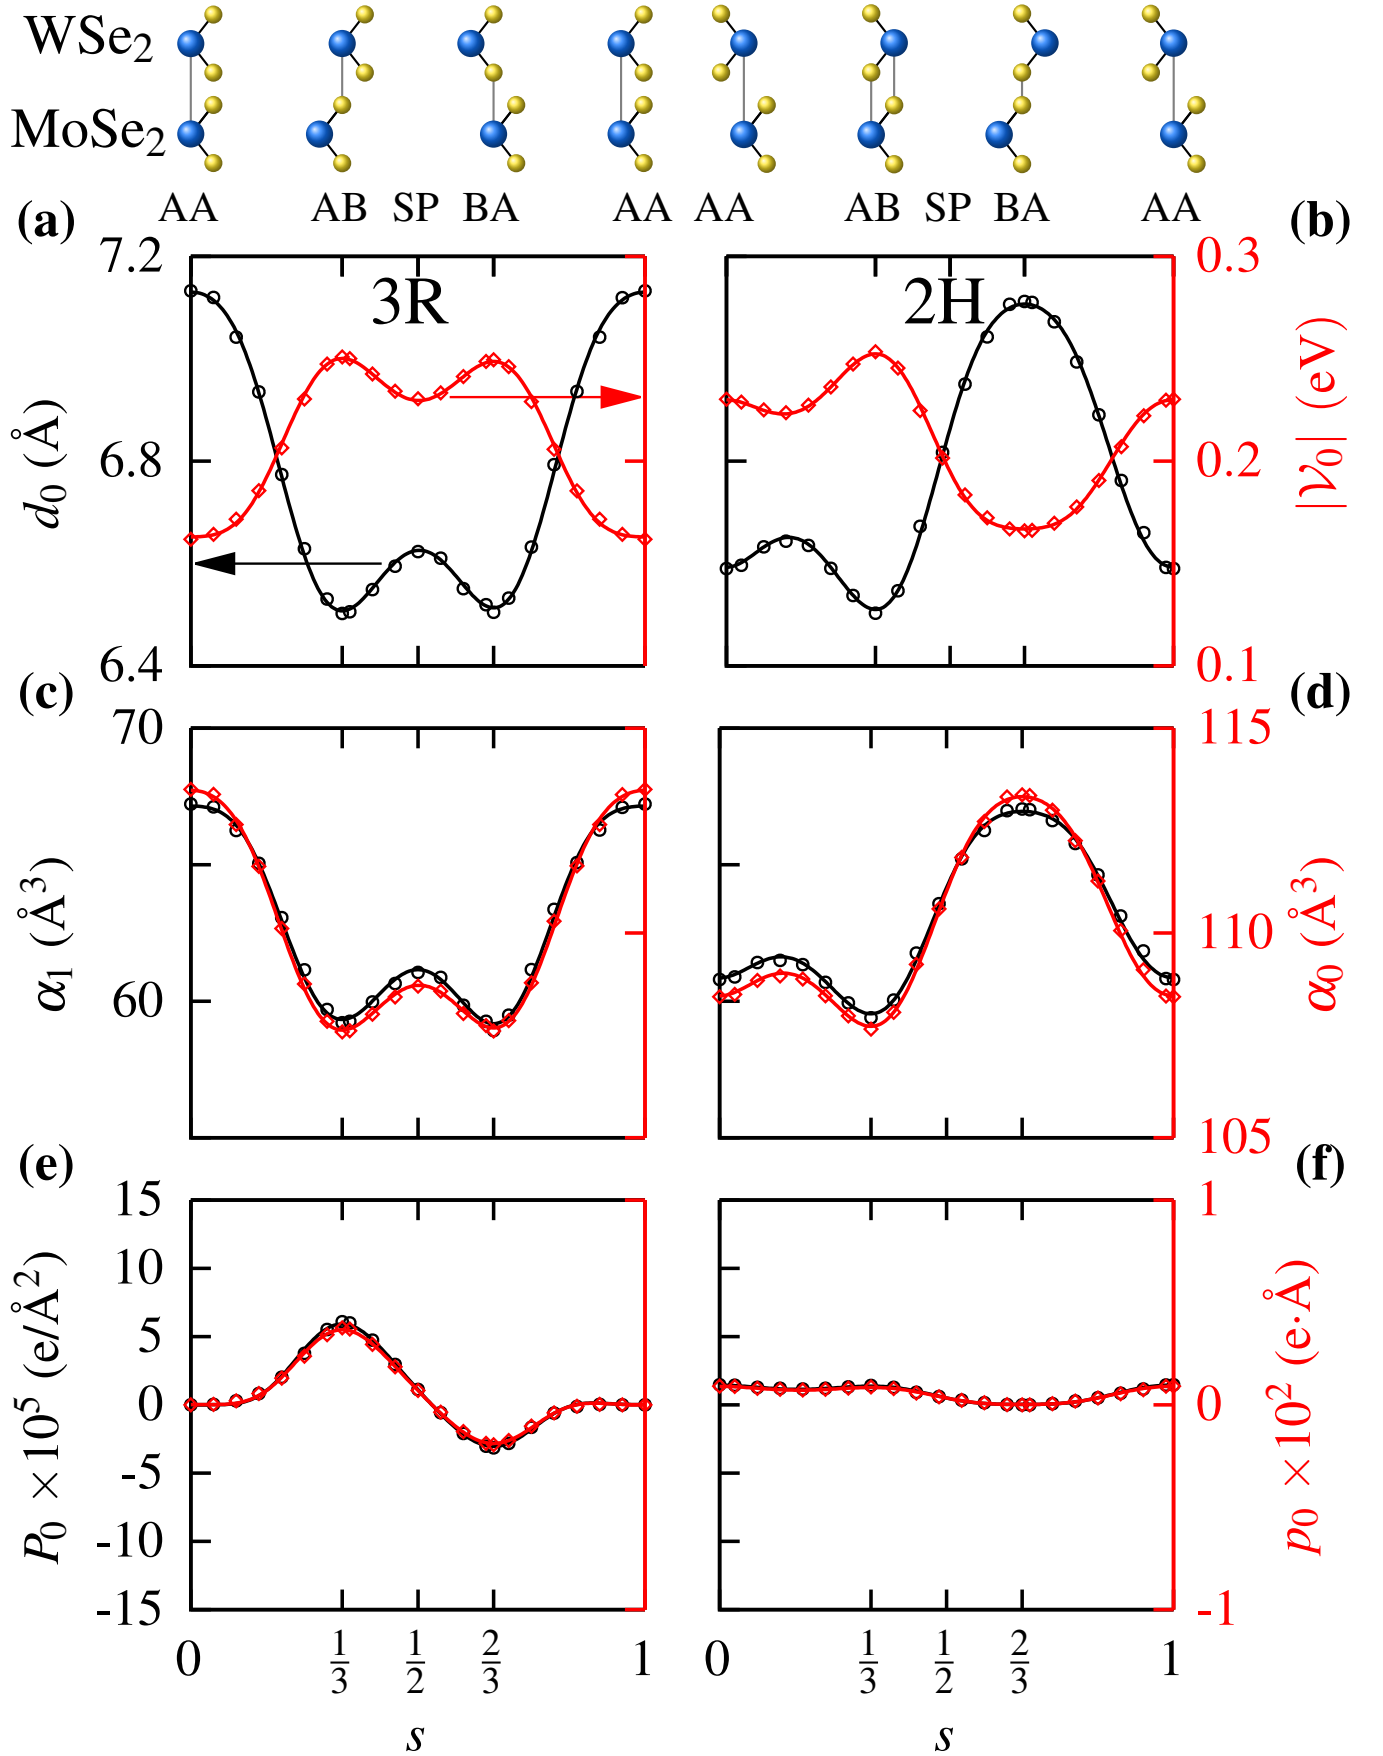 WSe₂
MoSe₂
AA AB SP BA AA AA AB SP BA AA
(a) (b)
7.2 3R 2H 0.3
d₀ (Å) |𝒱₀| (eV)
6.8 0.2
6.4 0.1
(c) (d)
70 115
α₁ (Å³) α₀ (Å³)
110
60
105
(e) (f)
15 1
10
5
P₀ ×10⁵ (e/Å²) p₀ ×10² (e·Å)
0 0
-5
-10
-15 -1
0 1/3 1/2 2/3 1 0 1/3 1/2 2/3 1
s s